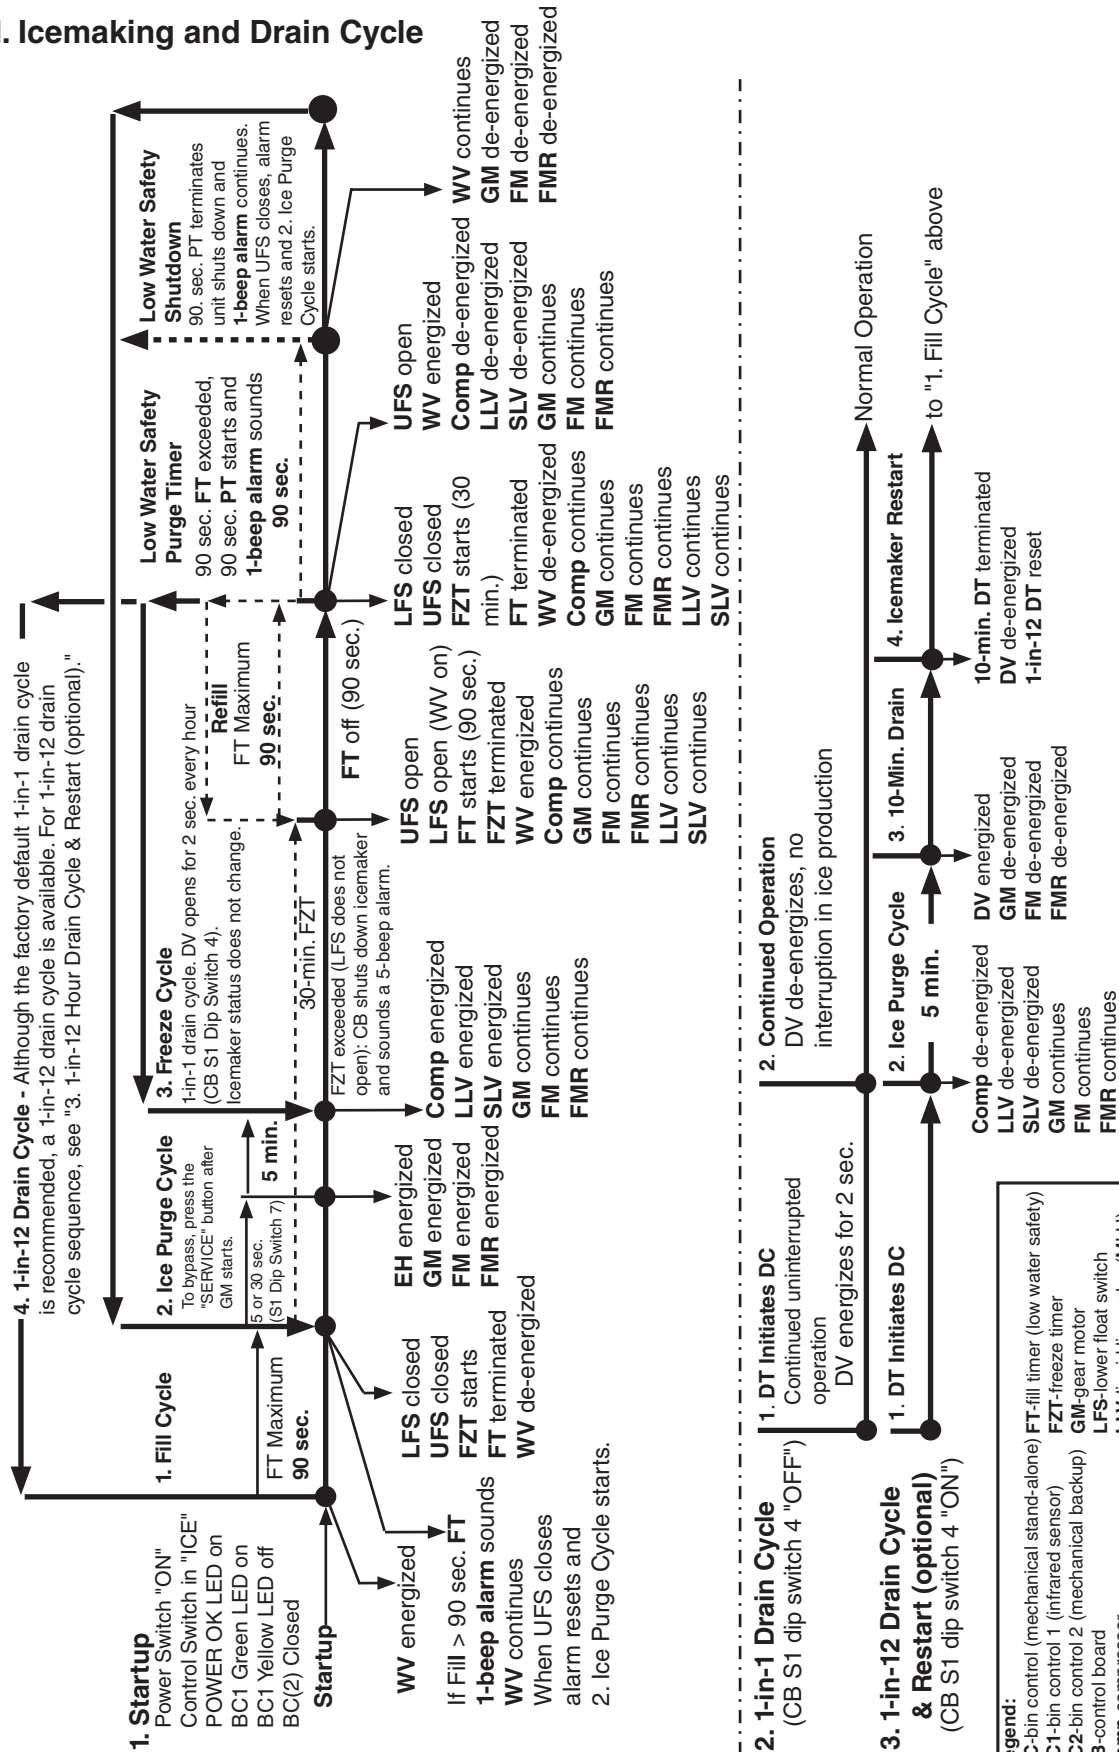 . Icemaking and Drain Cycle
4. 1-in-12 Drain Cycle - Although the factory default 1-in-1 drain cycle
is recommended, a 1-in-12 drain cycle is available. For 1-in-12 drain
cycle sequence, see "3. 1-in-12 Hour Drain Cycle & Restart (optional)."
1. Startup
Power Switch "ON"
Control Switch in "ICE"
POWER OK LED on
BC1 Green LED on
BC1 Yellow LED off
BC(2) Closed
Startup
1. Fill Cycle
FT Maximum
90 sec.
2. Ice Purge Cycle
To bypass, press the
"SERVICE" button after
GM starts.
5 or 30 sec.
(S1 Dip Switch 7)
5 min.
3. Freeze Cycle
1-in-1 drain cycle. DV opens for 2 sec. every hour
(CB S1 Dip Switch 4).
Icemaker status does not change.
30-min. FZT
FZT exceeded (LFS does not
open): CB shuts down icemaker
and sounds a 5-beep alarm.
Refill
FT Maximum
90 sec.
FT off (90 sec.)
Low Water Safety
Purge Timer
90 sec. FT exceeded,
90 sec. PT starts and
1-beep alarm sounds
90 sec.
Low Water Safety
Shutdown
90. sec. PT terminates
unit shuts down and
1-beep alarm continues.
When UFS closes, alarm
resets and 2. Ice Purge
Cycle starts.
WV energized
If Fill > 90 sec. FT
1-beep alarm sounds
WV continues
When UFS closes
alarm resets and
2. Ice Purge Cycle starts.
LFS closed
UFS closed
FZT starts
FT terminated
WV de-energized
EH energized
GM energized
FM energized
FMR energized
Comp energized
LLV energized
SLV energized
GM continues
FM continues
FMR continues
UFS open
LFS open (WV on)
FT starts (90 sec.)
FZT terminated
WV energized
Comp continues
GM continues
FM continues
FMR continues
LLV continues
SLV continues
LFS closed
UFS closed
FZT starts (30
min.)
FT terminated
WV de-energized
Comp continues
GM continues
FM continues
FMR continues
LLV continues
SLV continues
UFS open
WV energized
Comp de-energized
LLV de-energized
SLV de-energized
GM continues
FM continues
FMR continues
WV continues
GM de-energized
FM de-energized
FMR de-energized
2. 1-in-1 Drain Cycle
(CB S1 dip switch 4 "OFF")
1. DT Initiates DC
Continued uninterrupted
operation
DV energizes for 2 sec.
2. Continued Operation
DV de-energizes, no
interruption in ice production
Normal Operation
3. 1-in-12 Drain Cycle
& Restart (optional)
(CB S1 dip switch 4 "ON")
1. DT Initiates DC
2. Ice Purge Cycle
5 min.
3. 10-Min. Drain
4. Icemaker Restart
to "1. Fill Cycle" above
Comp de-energized
LLV de-energized
SLV de-energized
GM continues
FM continues
FMR continues
DV energized
GM de-energized
FM de-energized
FMR de-energized
10-min. DT terminated
DV de-energized
1-in-12 DT reset
gend:
C-bin control (mechanical stand-alone)
C1-bin control 1 (infrared sensor)
C2-bin control 2 (mechanical backup)
B-control board
FT-fill timer (low water safety)
FZT-freeze timer
GM-gear motor
LFS-lower float switch